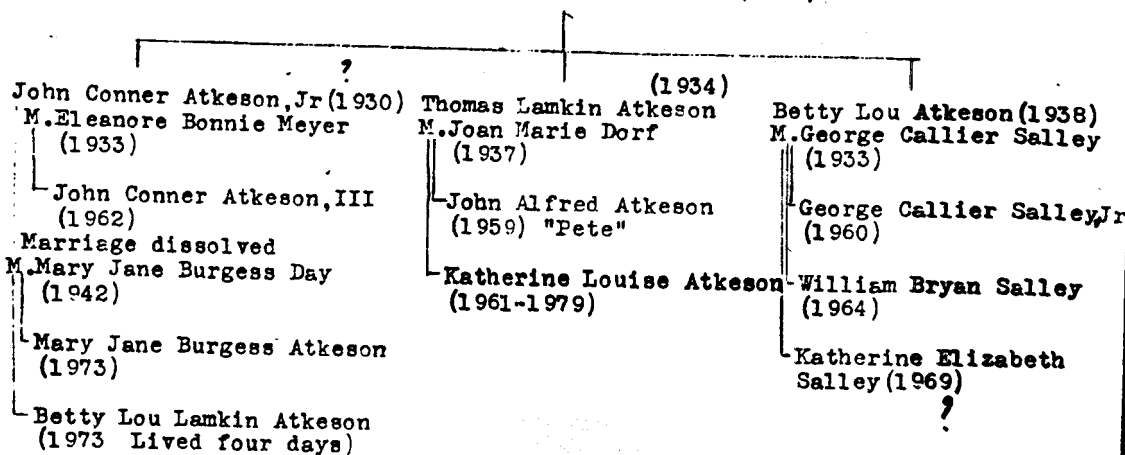 ?
John Conner Atkeson,Jr (1930)
M.Eleanore Bonnie Meyer
(1933)
John Conner Atkeson,III
(1962)
Marriage dissolved
M.Mary Jane Burgess Day
(1942)
Mary Jane Burgess Atkeson
(1973)
Betty Lou Lamkin Atkeson
(1973 Lived four days)
(1934)
Thomas Lamkin Atkeson
M.Joan Marie Dorf
(1937)
John Alfred Atkeson
(1959) "Pete"
Katherine Louise Atkeson
(1961-1979)
Betty Lou Atkeson (1938)
M.George Callier Salley
(1933)
George Callier Salley,Jr
(1960)
William Bryan Salley
(1964)
Katherine Elizabeth
Salley (1969)
?